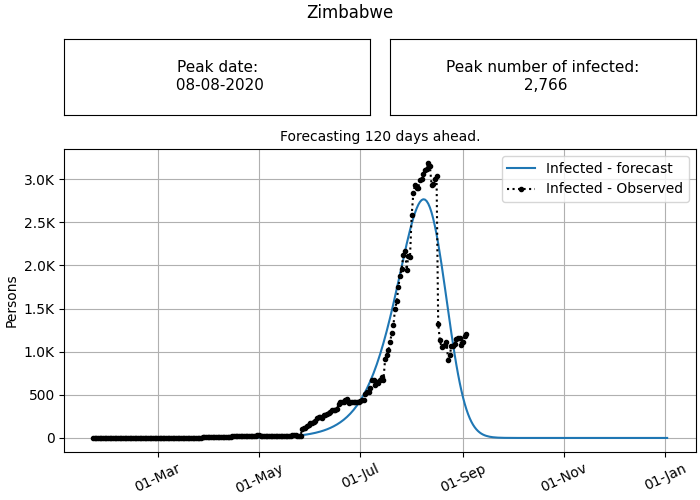 Zimbabwe
Peak date:
08-08-2020
Peak number of infected:
2,766
Forecasting 120 days ahead.
Infected - forecast
Infected - Observed
3.0K
2.5K
2.0K
1.5K
1.0K
500
0
Persons
01-Mar
01-May
01-Jul
01-Sep
01-Nov
01-Jan